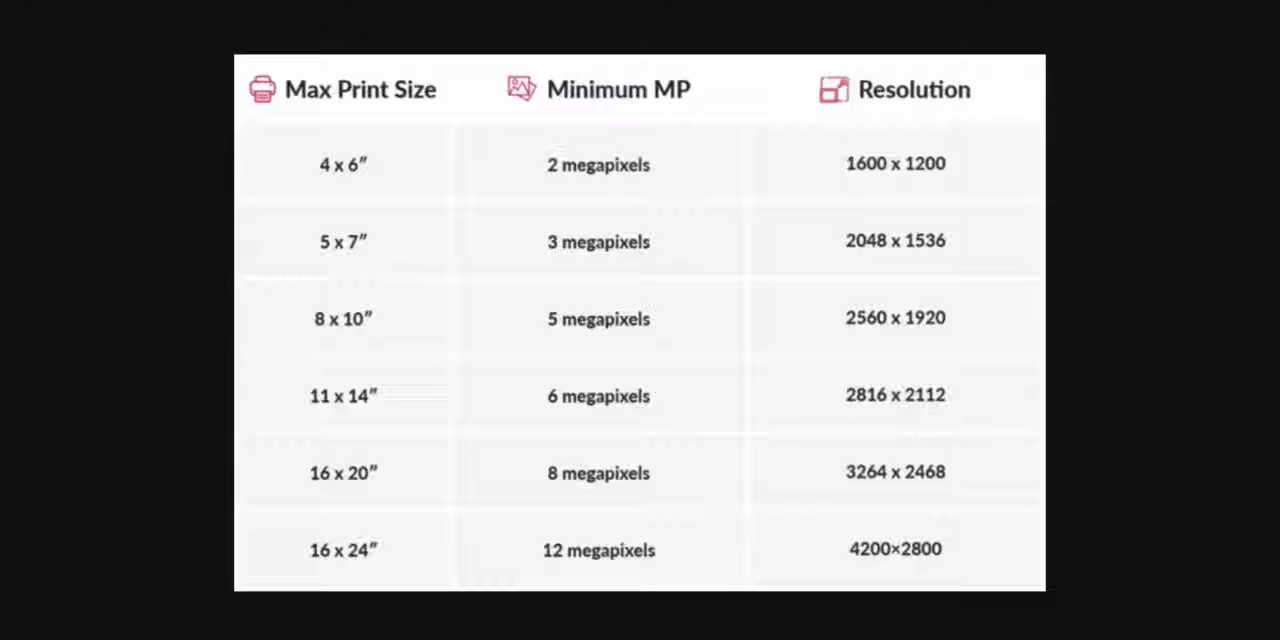 Max Print Size Minimum MP Resolution
4 x 6″ 2 megapixels 1600 x 1200
5 x 7″ 3 megapixels 2048 x 1536
8 x 10″ 5 megapixels 2560 x 1920
11 x 14″ 6 megapixels 2816 x 2112
16 x 20″ 8 megapixels 3264 x 2468
16 x 24″ 12 megapixels 4200×2800